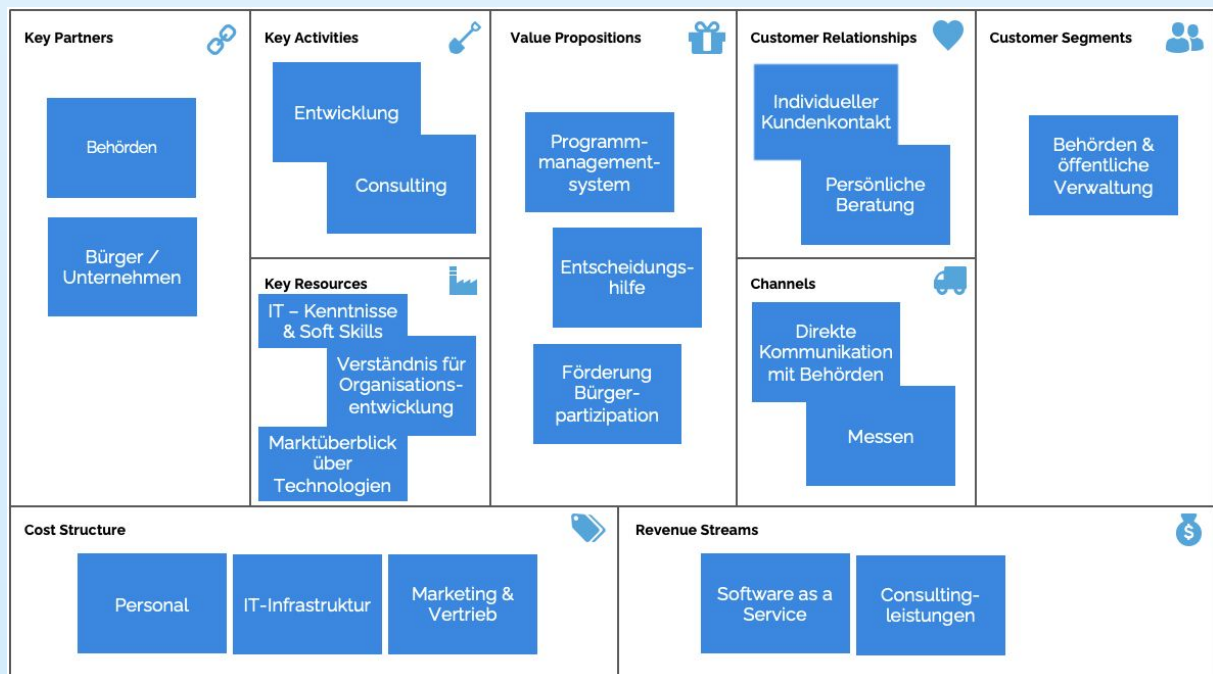 Key Partners
Behörden
Bürger /
Unternehmen
Key Activities
Entwicklung
Consulting
Key Resources
IT – Kenntnisse
& Soft Skills
Verständnis für
Organisations-
entwicklung
Marktüberblick
über
Technologien
Value Propositions
Programm-
management-
system
Entscheidungs-
hilfe
Förderung
Bürger-
partizipation
Customer Relationships
Individueller
Kundenkontakt
Persönliche
Beratung
Channels
Direkte
Kommunikation
mit Behörden
Messen
Customer Segments
Behörden &
öffentliche
Verwaltung
Cost Structure
Personal
IT-Infrastruktur
Marketing &
Vertrieb
Revenue Streams
$
Software as a
Service
Consulting-
leistungen